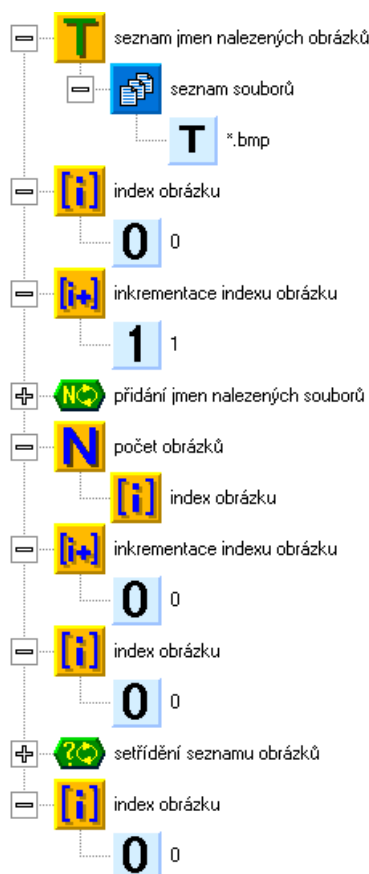 T seznam jmen nalezených obrázků
seznam souborů
T *.bmp
[i] index obrázku
0 0
[i+] inkrementace indexu obrázku
1 1
N přidání jmen nalezených souborů
N počet obrázků
[i] index obrázku
[i+] inkrementace indexu obrázku
0 0
[i] index obrázku
0 0
? setřídění seznamu obrázků
[i] index obrázku
0 0